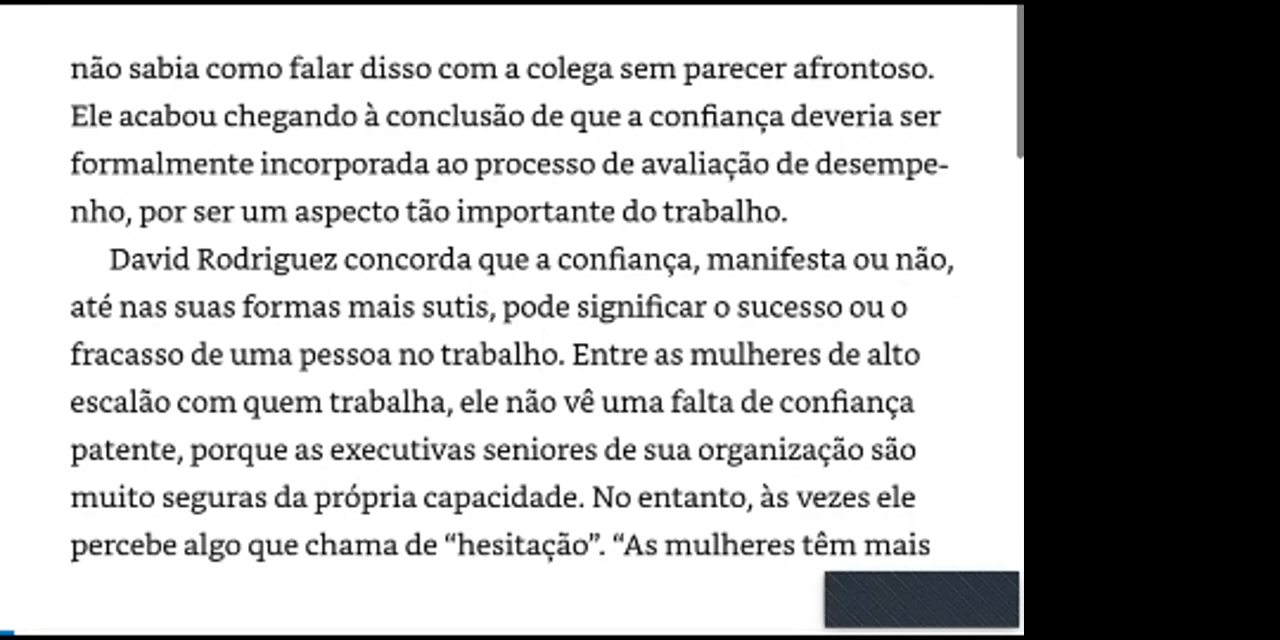 não sabia como falar disso com a colega sem parecer afrontoso.
Ele acabou chegando à conclusão de que a confiança deveria ser
formalmente incorporada ao processo de avaliação de desempe-
nho, por ser um aspecto tão importante do trabalho.
David Rodriguez concorda que a confiança, manifesta ou não,
até nas suas formas mais sutis, pode significar o sucesso ou o
fracasso de uma pessoa no trabalho. Entre as mulheres de alto
escalão com quem trabalha, ele não vê uma falta de confiança
patente, porque as executivas seniores de sua organização são
muito seguras da própria capacidade. No entanto, às vezes ele
percebe algo que chama de “hesitação”. “As mulheres têm mais